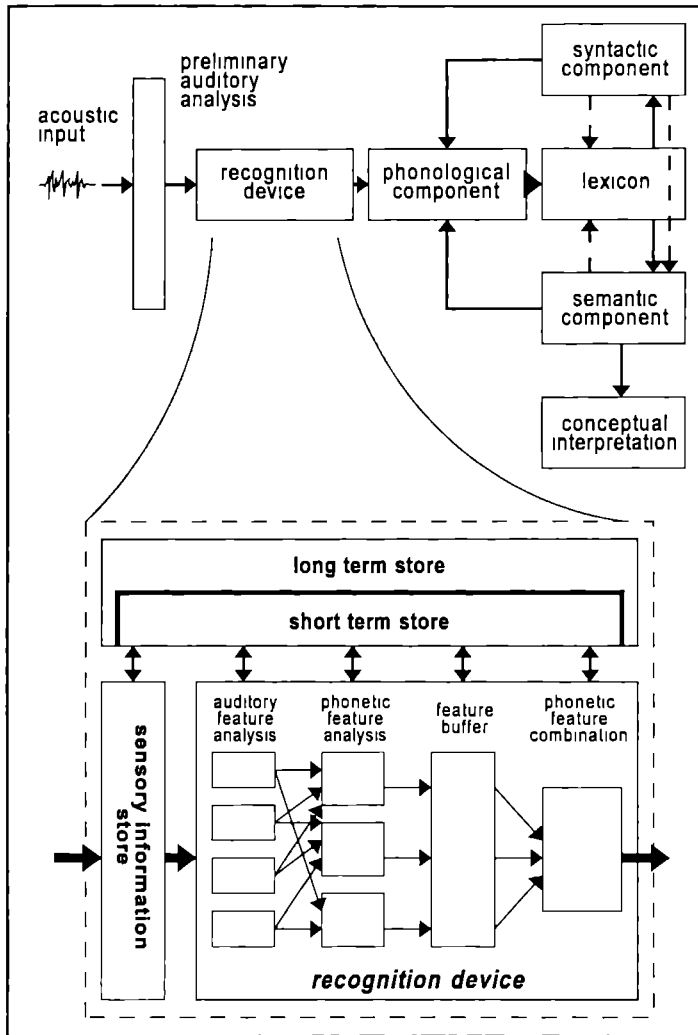 preliminary
auditory
analysis
acoustic
input
recognition
device
phonological
component
syntactic
component
lexicon
semantic
component
conceptual
interpretation
long term store
short term store
sensory information
store
auditory
feature
analysis
phonetic
feature
analysis
feature
buffer
phonetic
feature
combination
recognition device